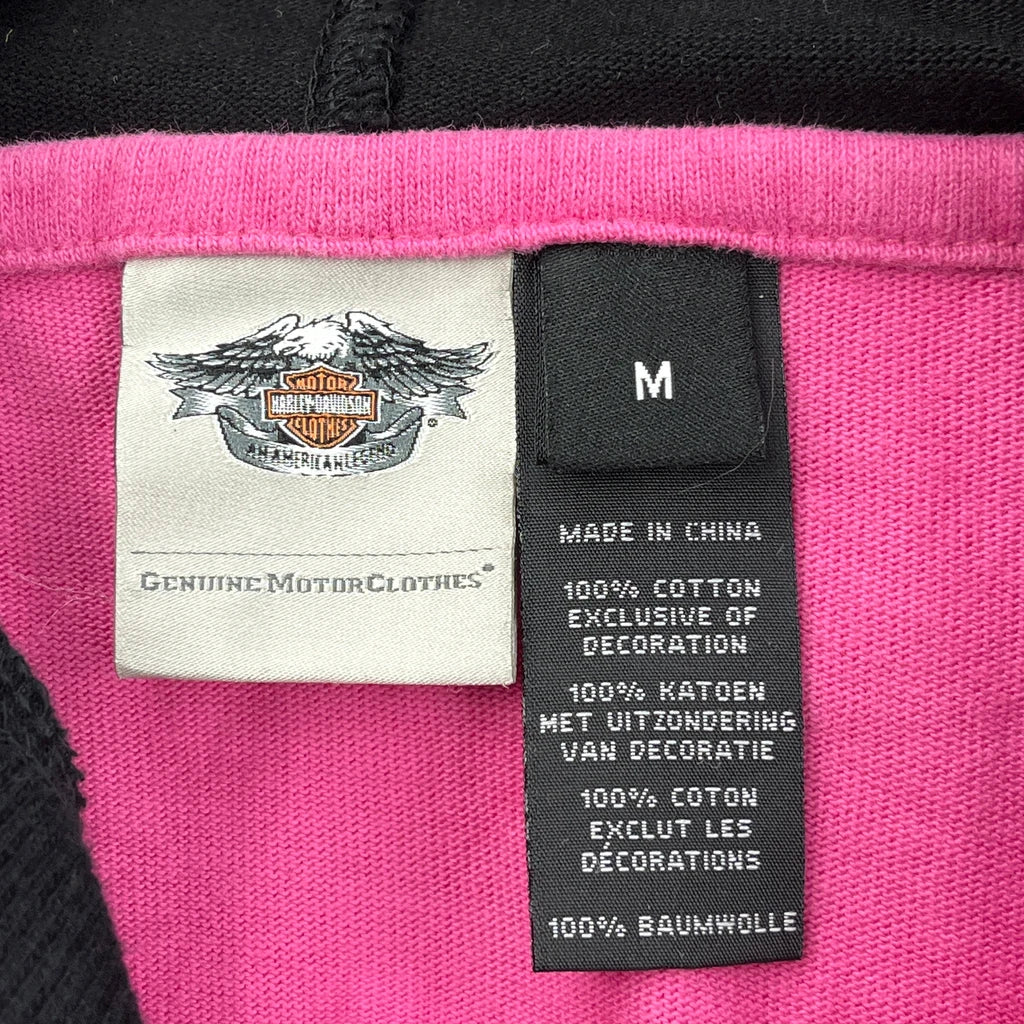 MOTOR
HARLEY-DAVIDSON
CLOTHES
®
AN AMERICAN LEGEND
GENUINE MOTORCLOTHES®
M
MADE IN CHINA
100% COTTON
EXCLUSIVE OF
DECORATION
100% KATOEN
MET UITZONDERING
VAN DECORATIE
100% COTON
EXCLUT LES
DÉCORATIONS
100% BAUMWOLLE